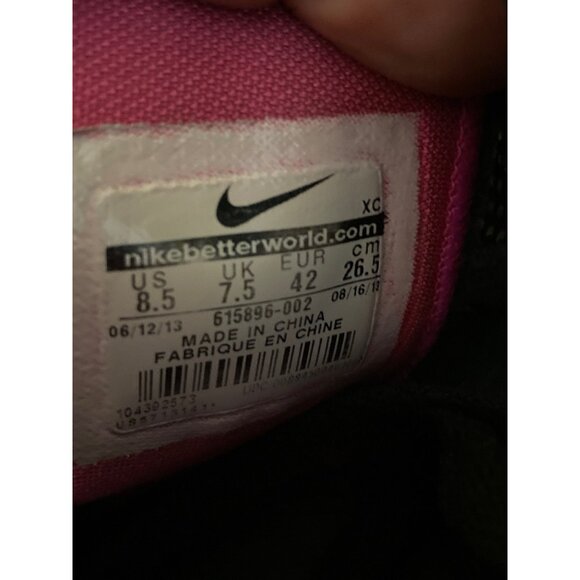 XC
nikebetterworld.com
US UK EUR cm
8.5 7.5 42 26.5
06/12/13 615896-002 08/16/13
MADE IN CHINA
FABRIQUE EN CHINE